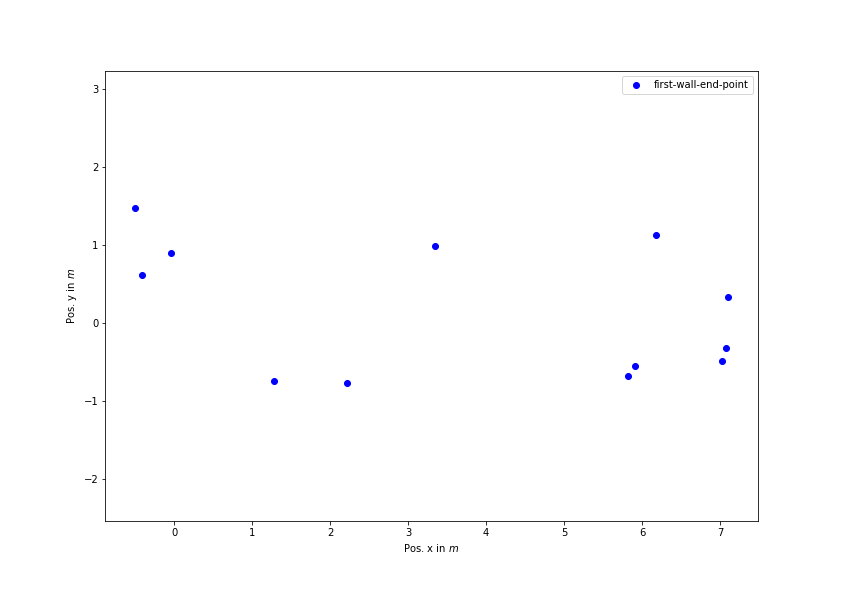 first-wall-end-point
3
2
1
0
−1
−2
Pos. y in m
0 1 2 3 4 5 6 7
Pos. x in m